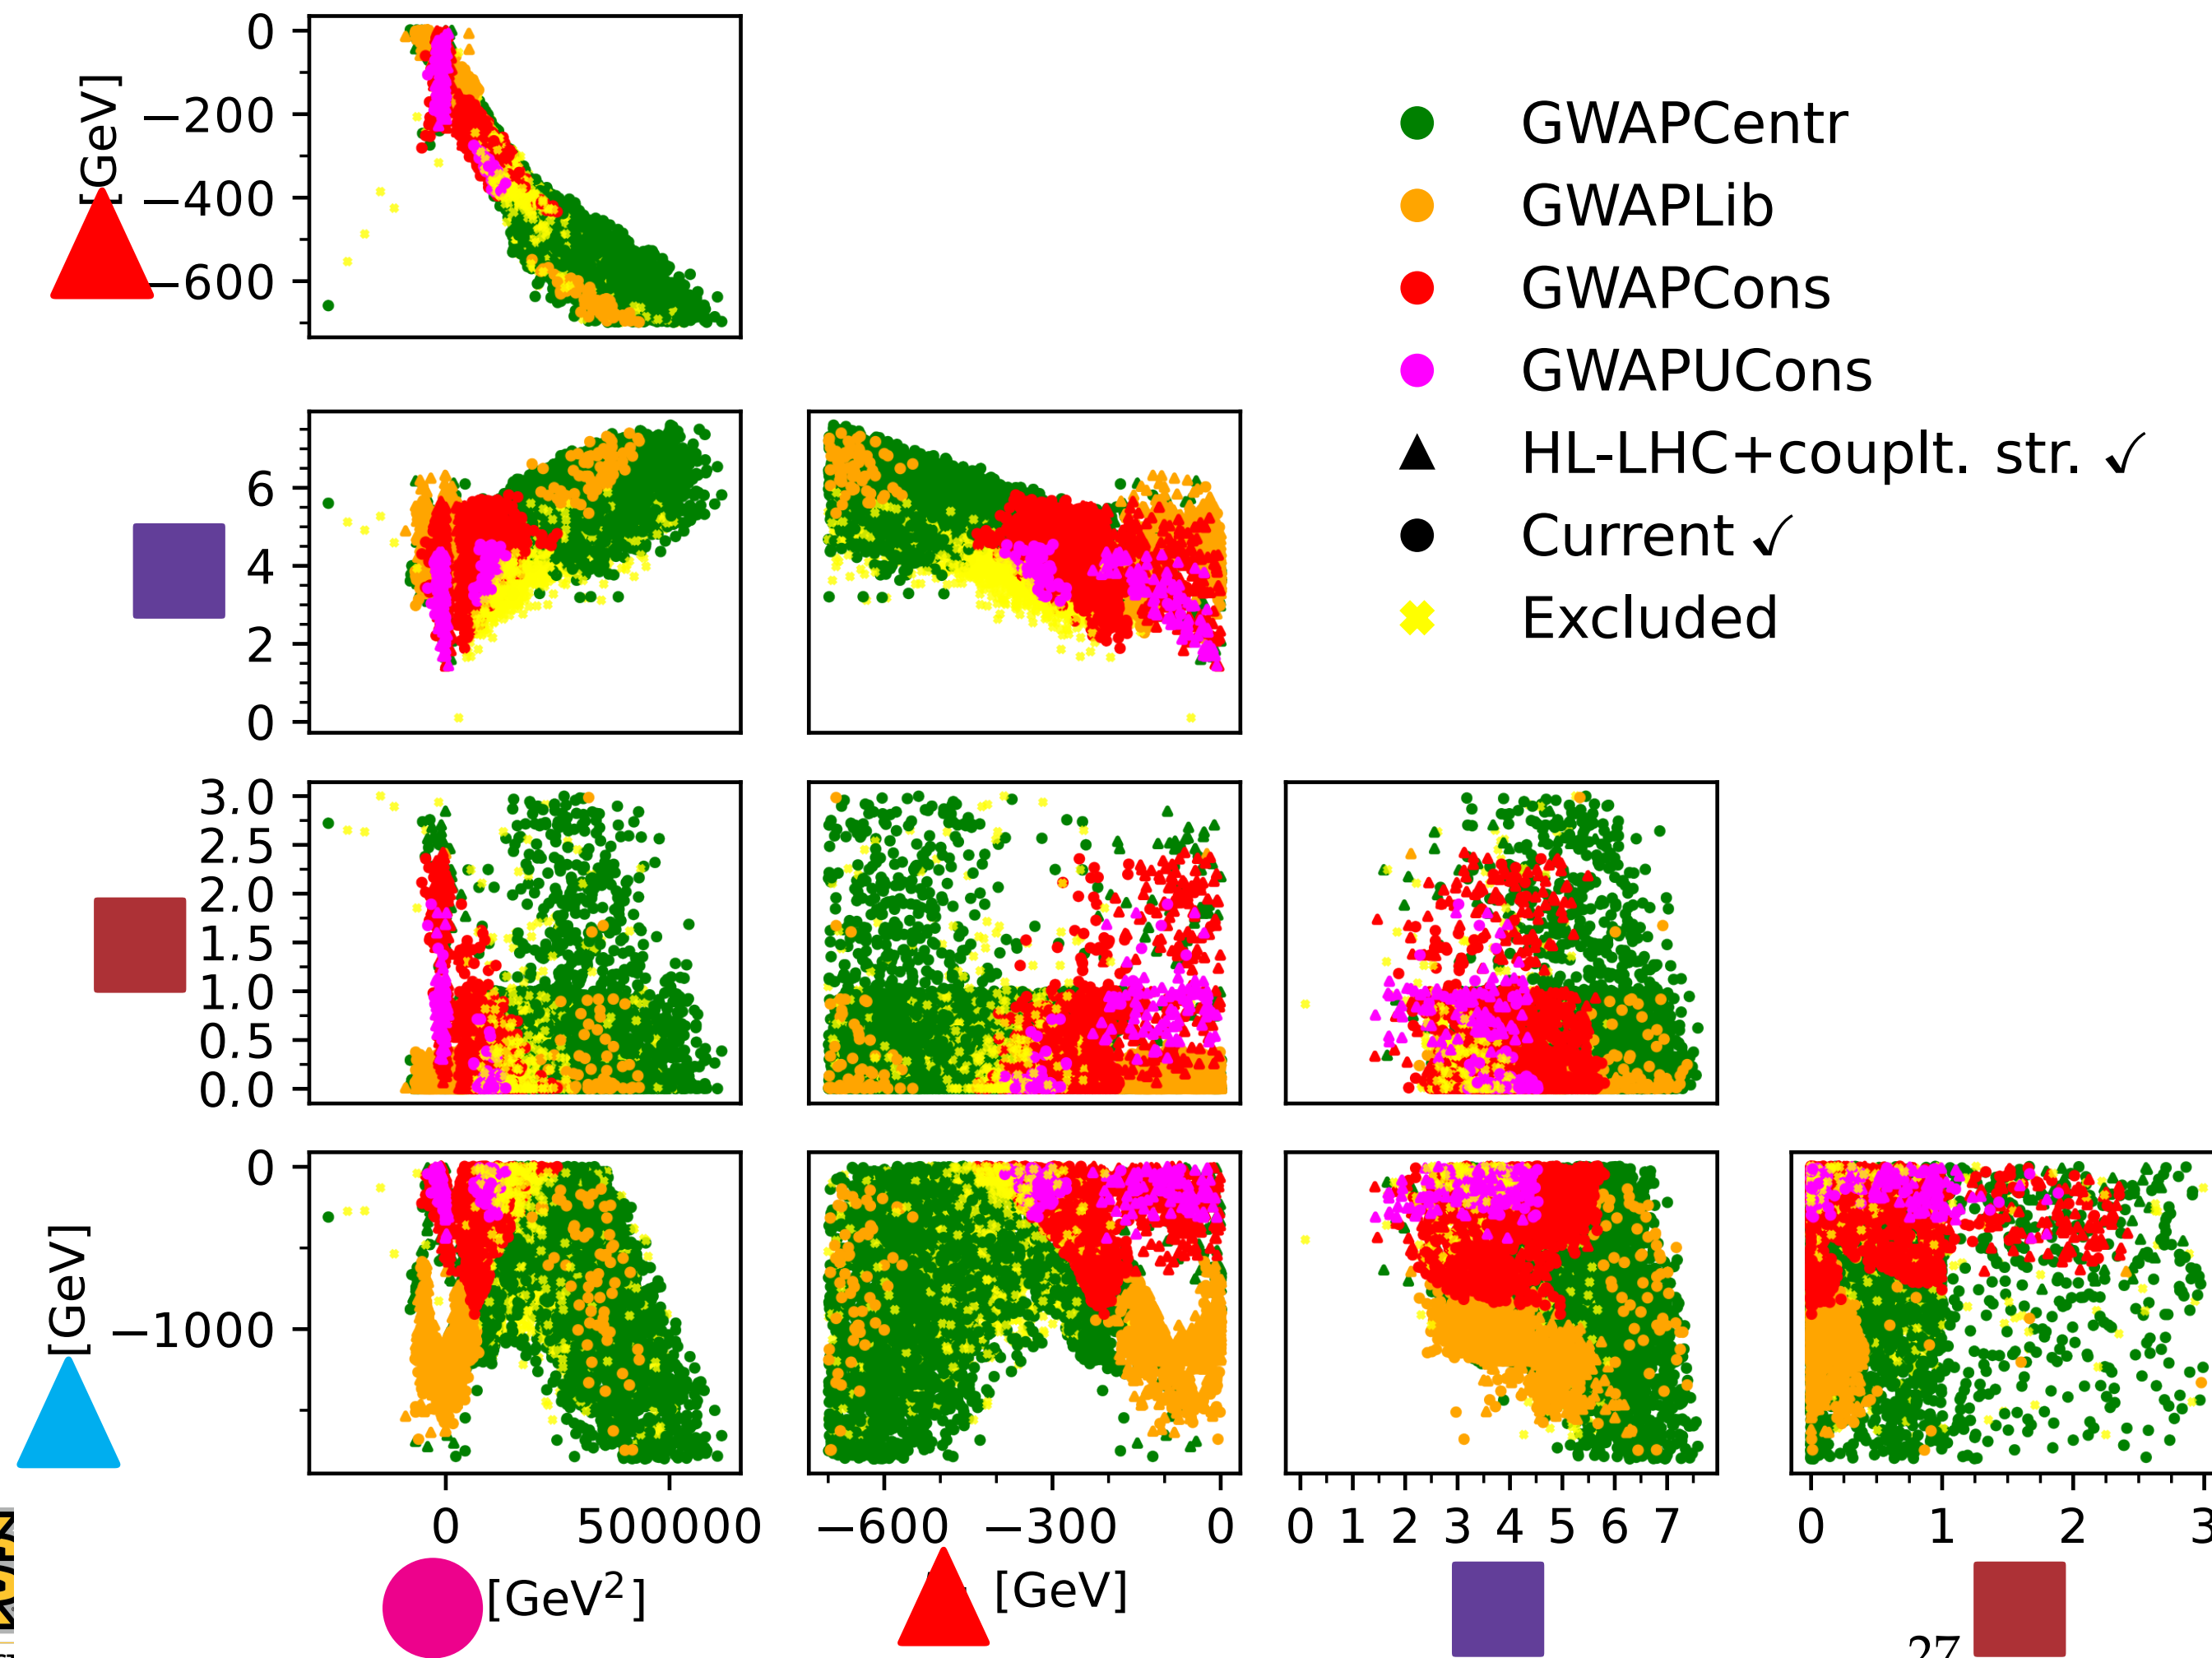 0
−200
−400
−600
[GeV]
GWAPCentr
GWAPLib
GWAPCons
GWAPUCons
HL-LHC+couplt. str. ✓
Current ✓
Excluded
6
4
2
0
3.0
2.5
2.0
1.5
1.0
0.5
0.0
0
−1000
[GeV]
0 500000
−600 −300 0
0 1 2 3 4 5 6 7
0 1 2 3
[GeV²]
[GeV]
27